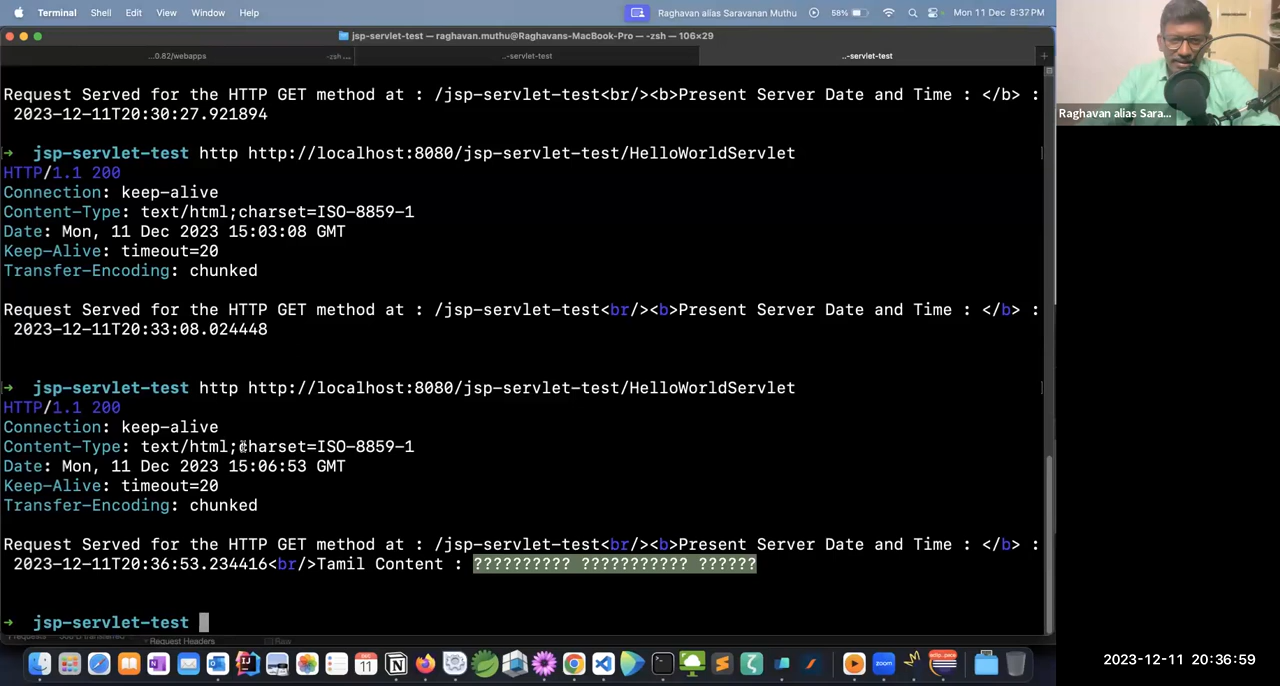 Terminal Shell Edit View Window Help Raghavan alias Saravanan Muthu 58% Mon 11 Dec 8:37 PM
jsp-servlet-test — raghavan.muthu@Raghavans-MacBook-Pro — -zsh — 106×29
...0.82/webapps -zsh ... ..-servlet-test ..-servlet-test +
Request Served for the HTTP GET method at : /jsp-servlet-test<br/><b>Present Server Date and Time : </b> :
2023-12-11T20:30:27.921894
→ jsp-servlet-test http http://localhost:8080/jsp-servlet-test/HelloWorldServlet
HTTP/1.1 200
Connection: keep-alive
Content-Type: text/html;charset=ISO-8859-1
Date: Mon, 11 Dec 2023 15:03:08 GMT
Keep-Alive: timeout=20
Transfer-Encoding: chunked
Request Served for the HTTP GET method at : /jsp-servlet-test<br/><b>Present Server Date and Time : </b> :
2023-12-11T20:33:08.024448
→ jsp-servlet-test http http://localhost:8080/jsp-servlet-test/HelloWorldServlet
HTTP/1.1 200
Connection: keep-alive
Content-Type: text/html;charset=ISO-8859-1
Date: Mon, 11 Dec 2023 15:06:53 GMT
Keep-Alive: timeout=20
Transfer-Encoding: chunked
Request Served for the HTTP GET method at : /jsp-servlet-test<br/><b>Present Server Date and Time : </b> :
2023-12-11T20:36:53.234416<br/>Tamil Content : ?????????? ??????????? ??????
→ jsp-servlet-test
Request Headers Raw
Raghavan alias Sara...
2023-12-11 20:36:59